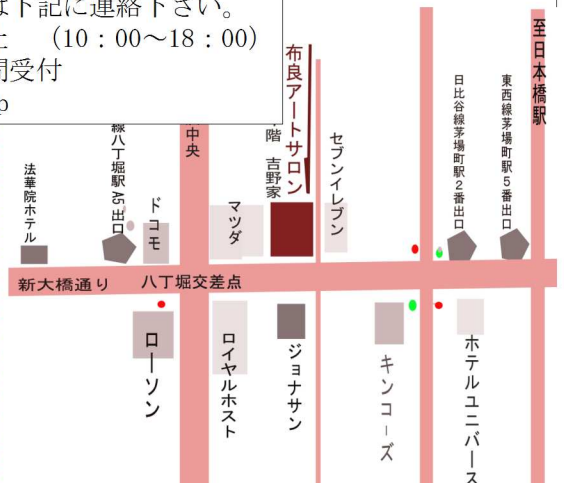 は下記に連絡下さい。
(10：00～18：00)
間受付
p
至日本橋駅
東西線茅場町駅5番出口
日比谷線茅場町駅2番出口
セブンイレブン
布良アートサロン
階 吉野家
マツダ
中央
ドコモ
線八丁堀駅A5出口
法華院ホテル
新大橋通り 八丁堀交差点
ローソン
ロイヤルホスト
ジョナサン
キンコーズ
ホテルユニバース